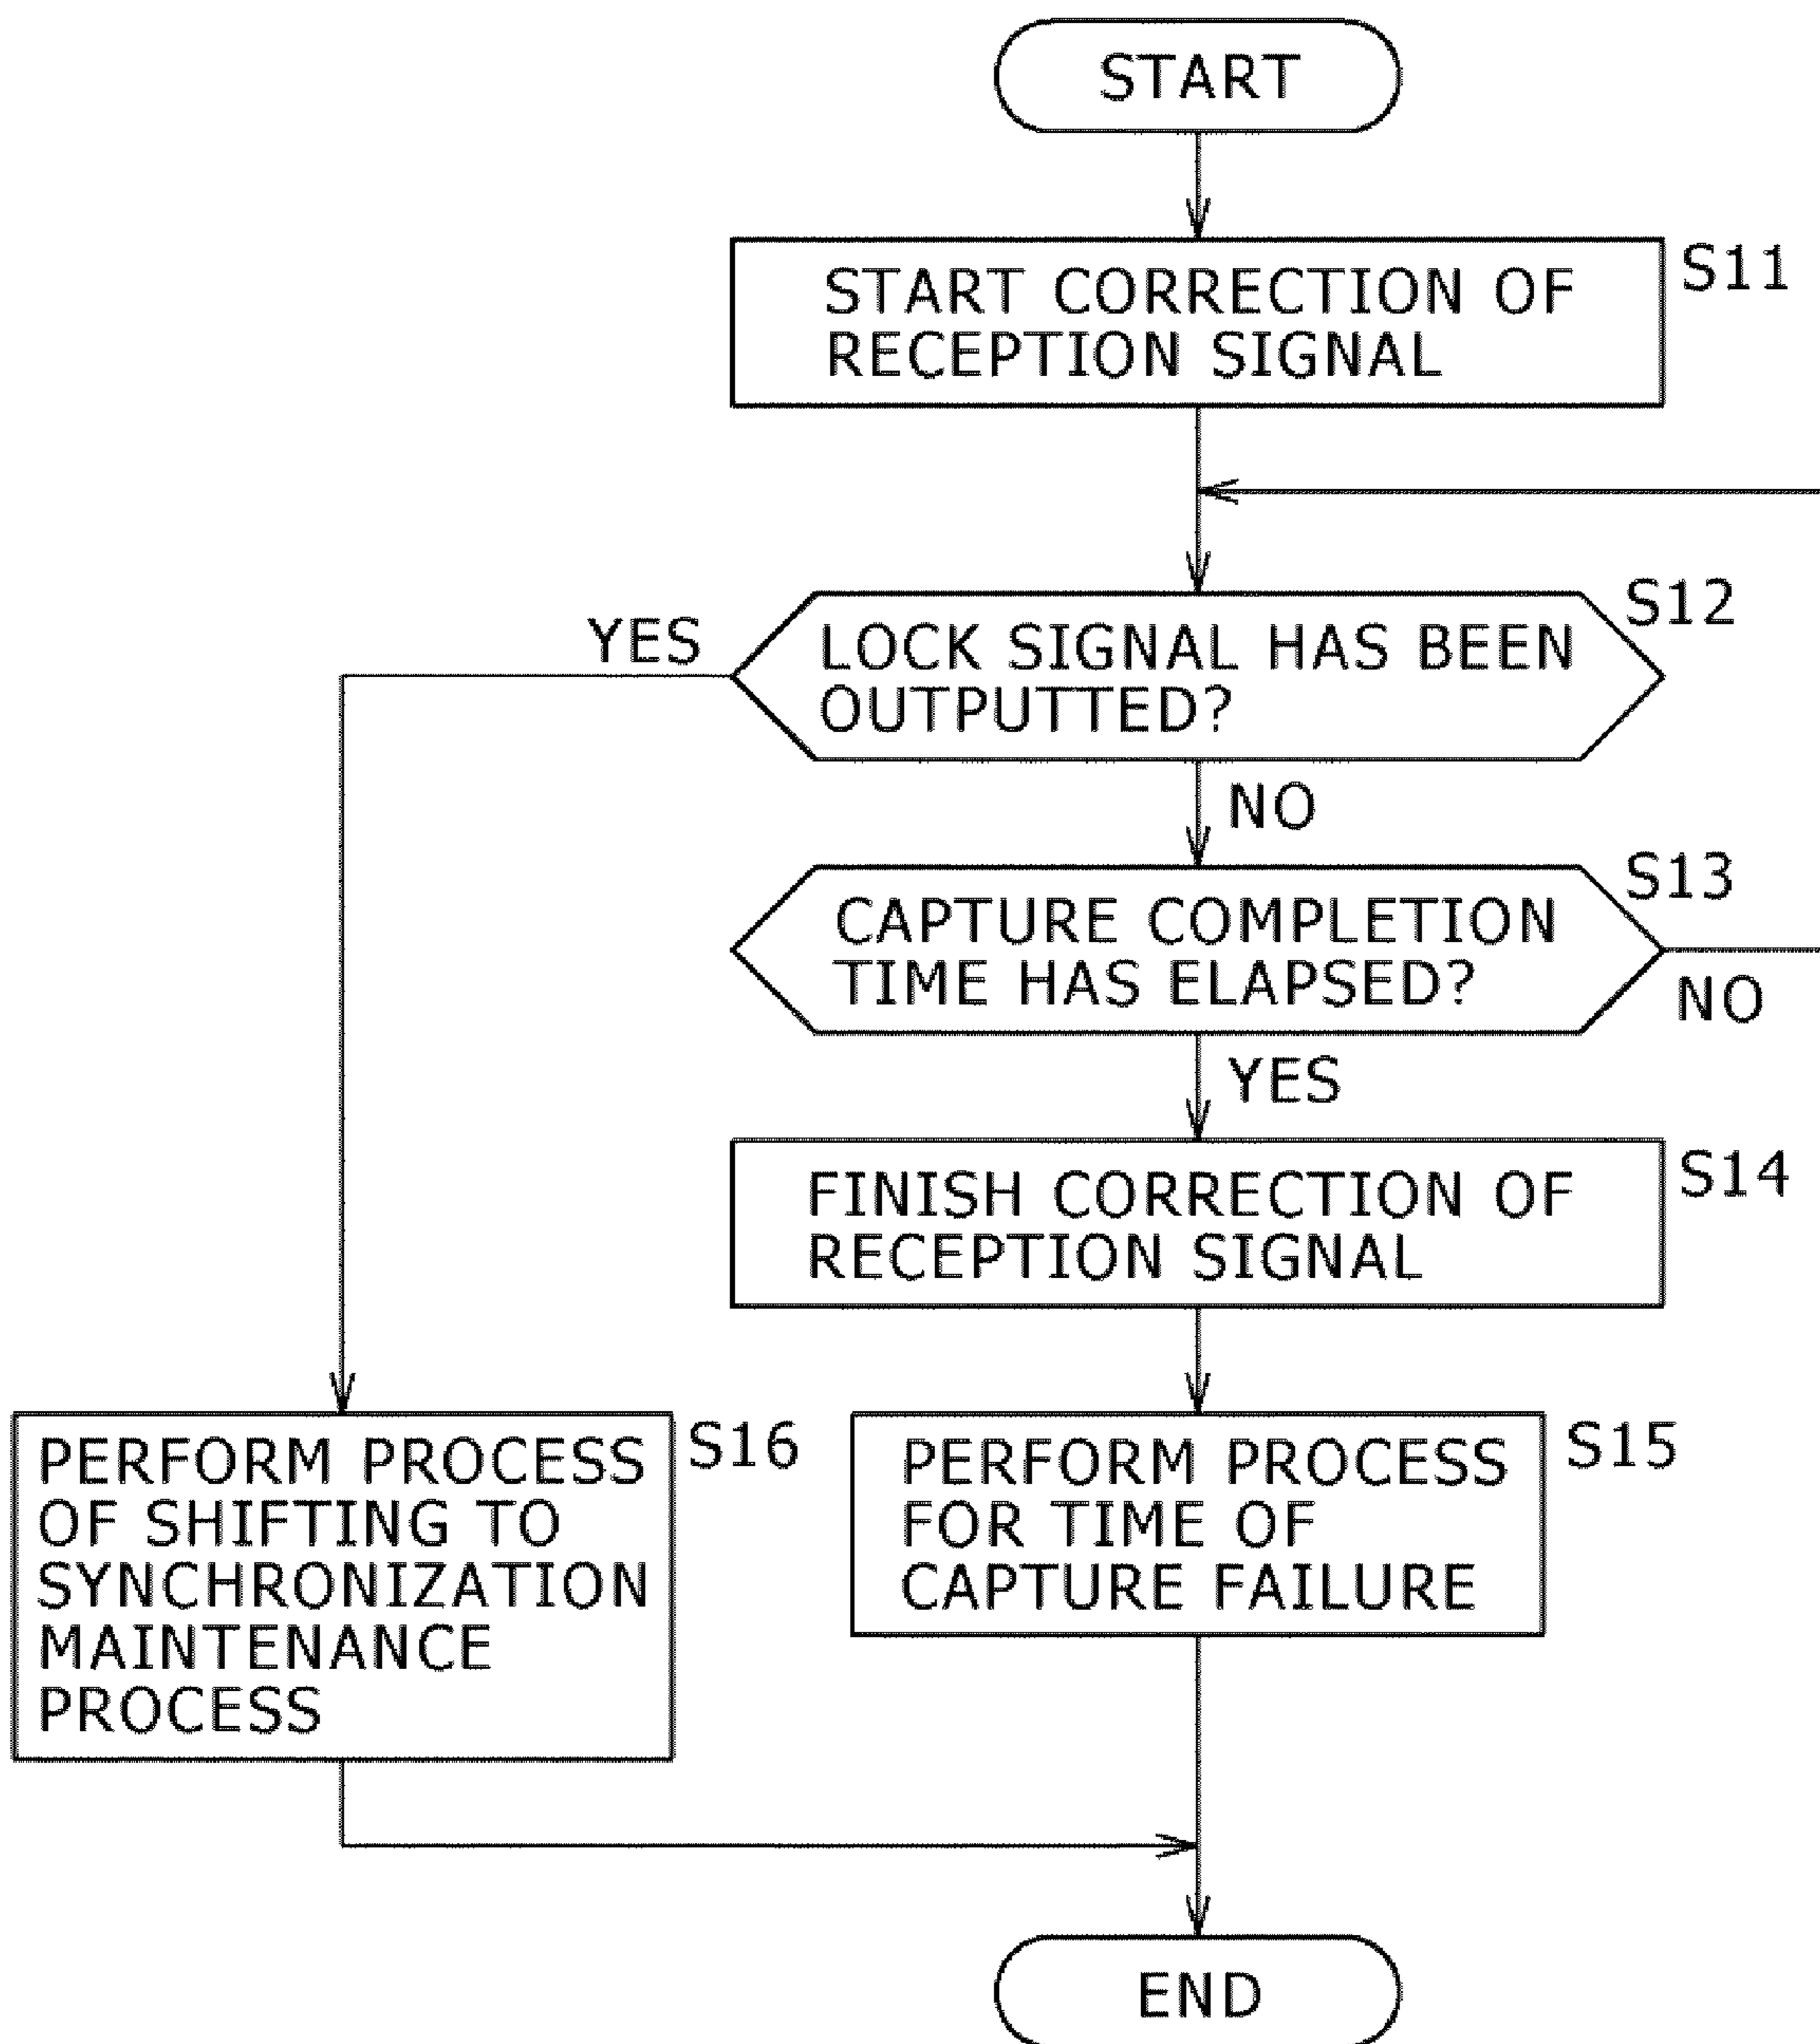 START
START CORRECTION OF
RECEPTION SIGNAL
S11
S12
YES
LOCK SIGNAL HAS BEEN
OUTPUTTED?
NO
S13
CAPTURE COMPLETION
TIME HAS ELAPSED?
NO
YES
FINISH CORRECTION OF
RECEPTION SIGNAL
S14
PERFORM PROCESS
OF SHIFTING TO
SYNCHRONIZATION
MAINTENANCE
PROCESS
S16
PERFORM PROCESS
FOR TIME OF
CAPTURE FAILURE
S15
END